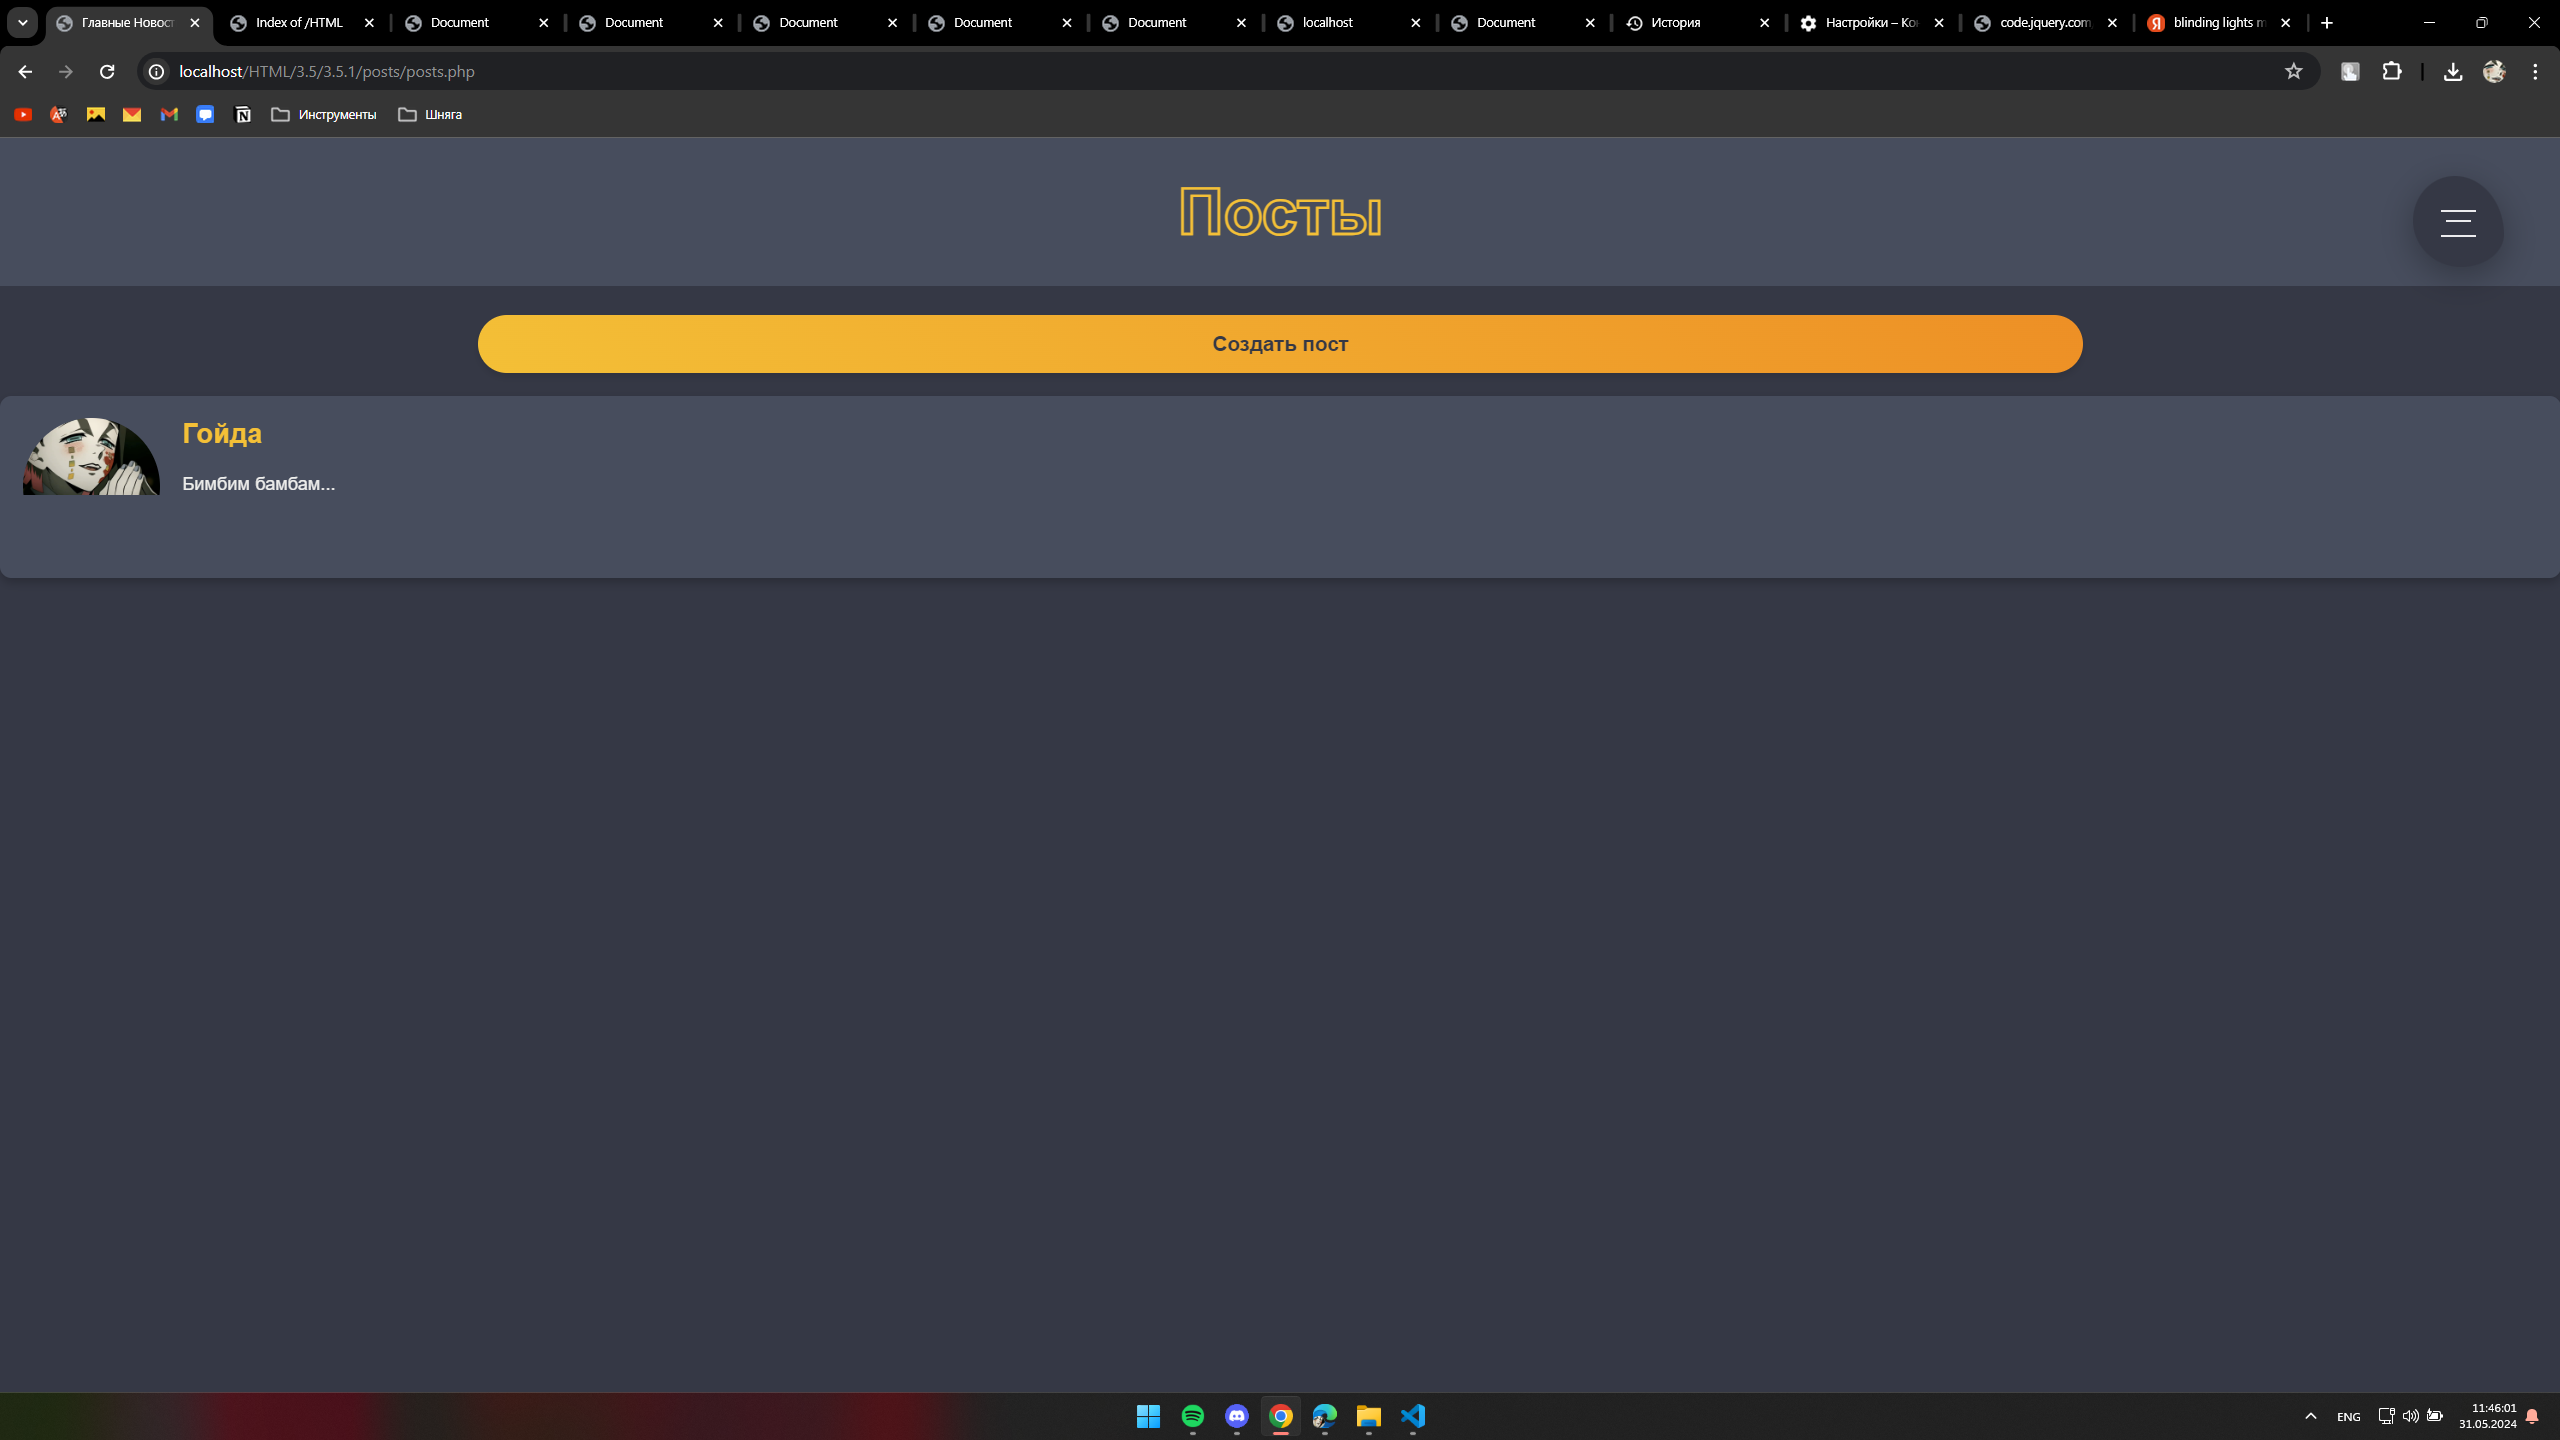 Главные Новост
Index of /HTML
Document
Document
Document
Document
Document
localhost
Document
История
Настройки – Ко
code.jquery.com
blinding lights m
localhost/HTML/3.5/3.5.1/posts/posts.php
Инструменты
Шняга
Посты
Создать пост
Гойда
Бимбим бамбам...
ENG
11:46:01
31.05.2024